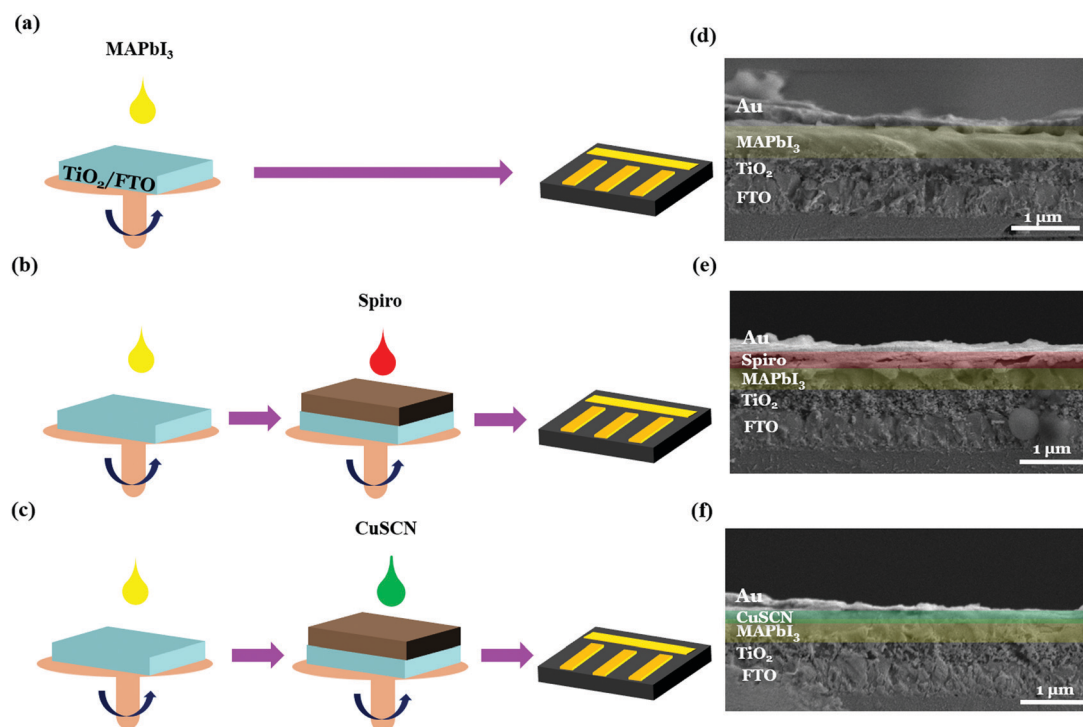 (a)
MAPbI₃
TiO₂/FTO
(d)
Au
MAPbI₃
TiO₂
FTO
1 µm
(b)
Spiro
(e)
Au
Spiro
MAPbI₃
TiO₂
FTO
1 µm
(c)
CuSCN
(f)
Au
CuSCN
MAPbI₃
TiO₂
FTO
1 µm